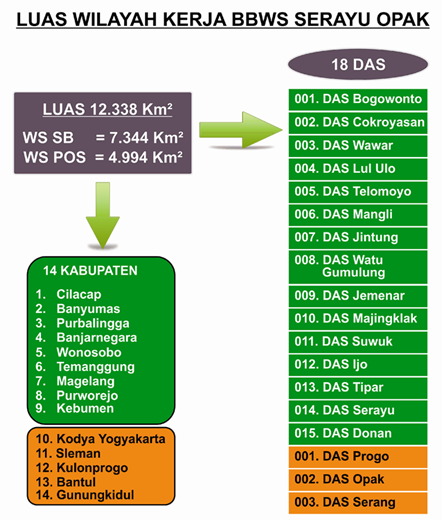 LUAS WILAYAH KERJA BBWS SERAYU OPAK
LUAS 12.338 Km²
WS SB = 7.344 Km²
WS POS = 4.994 Km²
14 KABUPATEN
1. Cilacap
2. Banyumas
3. Purbalingga
4. Banjarnegara
5. Wonosobo
6. Temanggung
7. Magelang
8. Purworejo
9. Kebumen
10. Kodya Yogyakarta
11. Sleman
12. Kulonprogo
13. Bantul
14. Gunungkidul
18 DAS
001. DAS Bogowonto
002. DAS Cokroyasan
003. DAS Wawar
004. DAS Lul Ulo
005. DAS Telomoyo
006. DAS Mangli
007. DAS Jintung
008. DAS Watu
Gumulung
009. DAS Jemenar
010. DAS Majingklak
011. DAS Suwuk
012. DAS Ijo
013. DAS Tipar
014. DAS Serayu
015. DAS Donan
001. DAS Progo
002. DAS Opak
003. DAS Serang